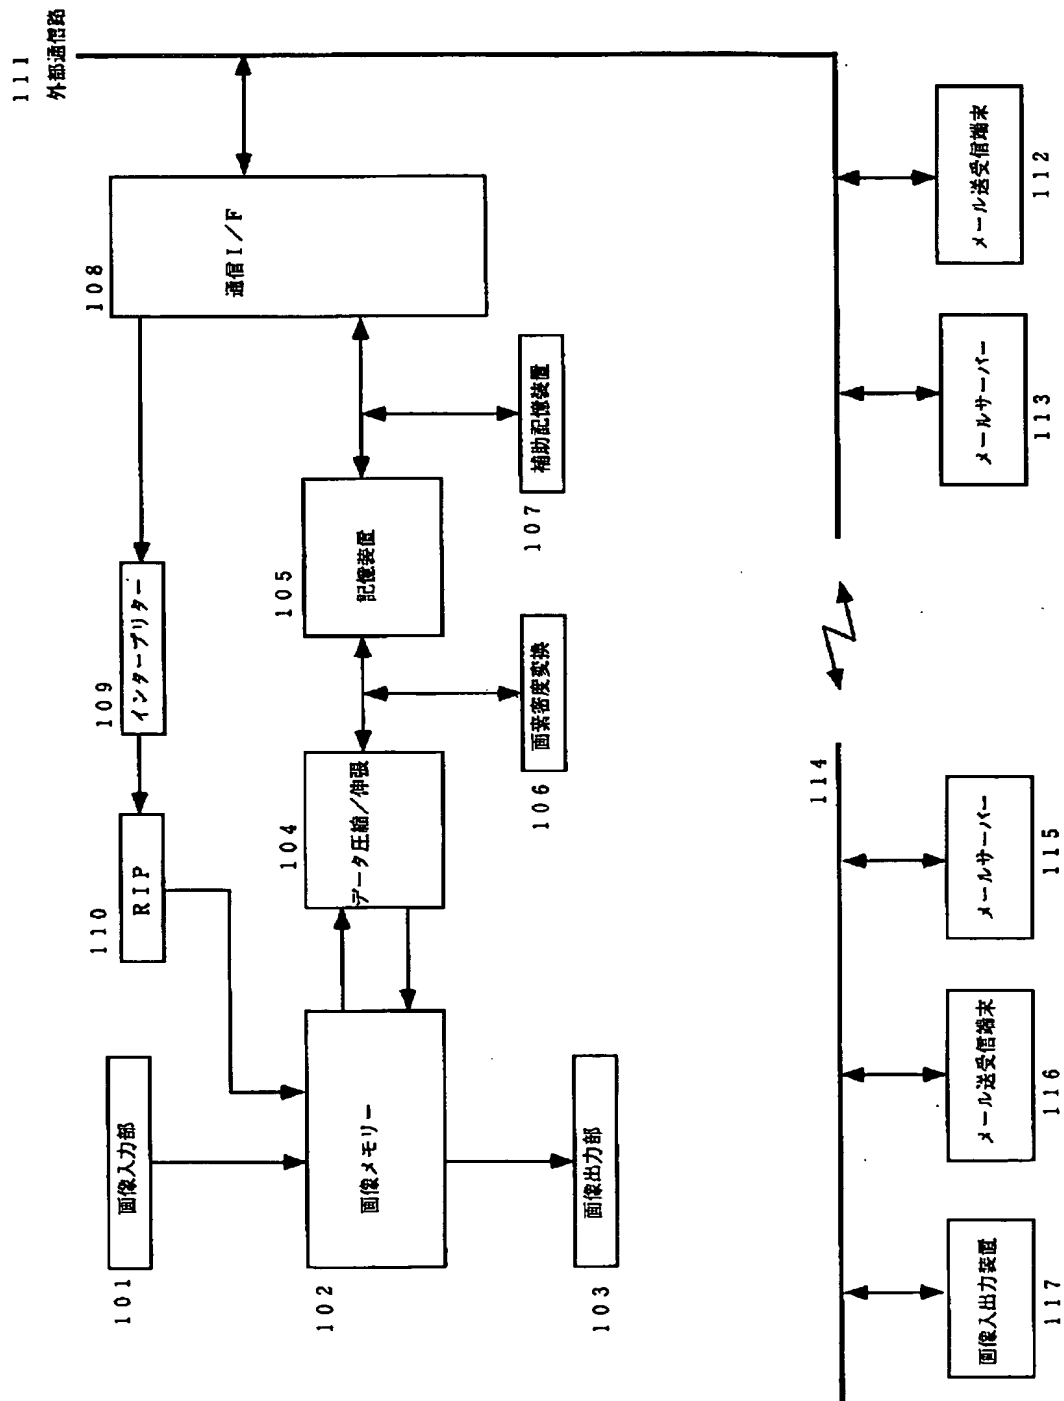 101
画像入力部
102
画像メモリー
103
画像出力部
110
RIP
109
インタープリター
104
データ圧縮／伸張
106
画素密度変換
105
記憶装置
107
補助記憶装置
108
通信I／F
111
外部通信路
117
画像入出力装置
116
メール送受信端末
115
メールサーバー
114
113
メールサーバー
112
メール送受信端末